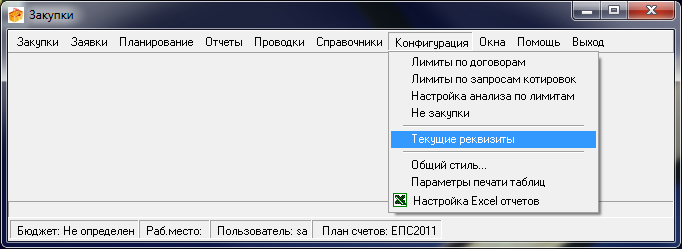 Закупки
Закупки Заявки Планирование Отчеты Проводки Справочники Конфигурация Окна Помощь Выход
Лимиты по договорам
Лимиты по запросам котировок
Настройка анализа по лимитам
Не закупки
Текущие реквизиты
Общий стиль...
Параметры печати таблиц
Настройка Excel отчетов
Бюджет: Не определен Раб.место: Пользователь: sa План счетов: ЕПС2011